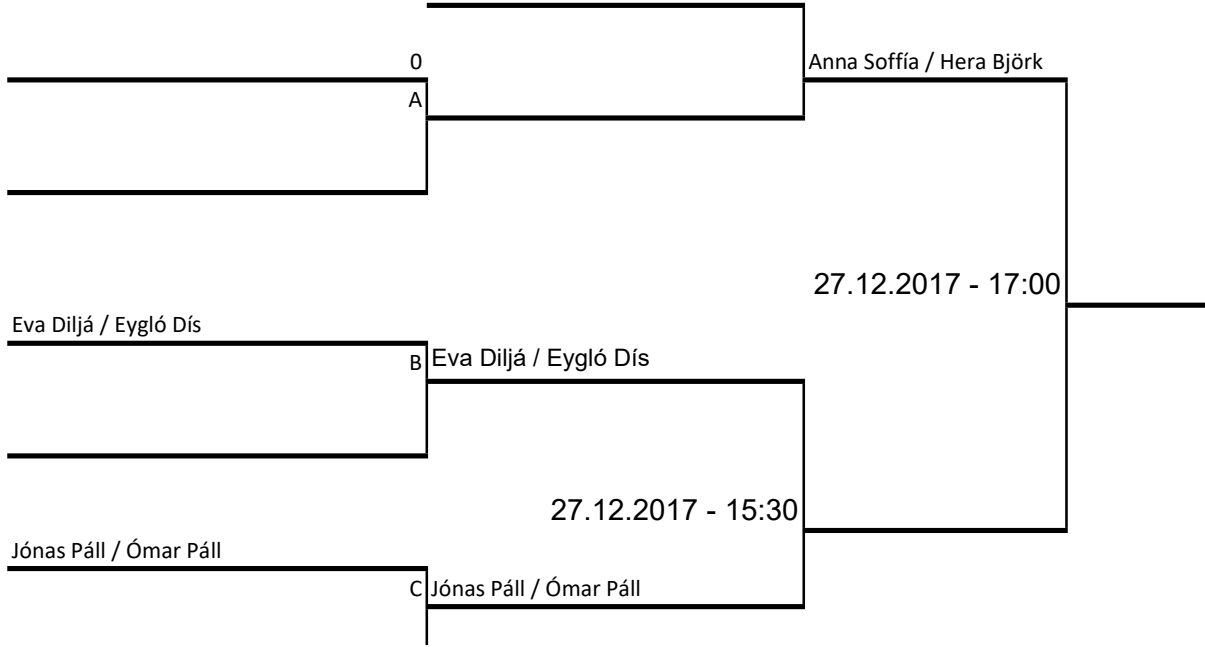 0
Anna Soffía / Hera Björk
A
27.12.2017 - 17:00
Eva Diljá / Eygló Dís
B
Eva Diljá / Eygló Dís
27.12.2017 - 15:30
Jónas Páll / Ómar Páll
C
Jónas Páll / Ómar Páll